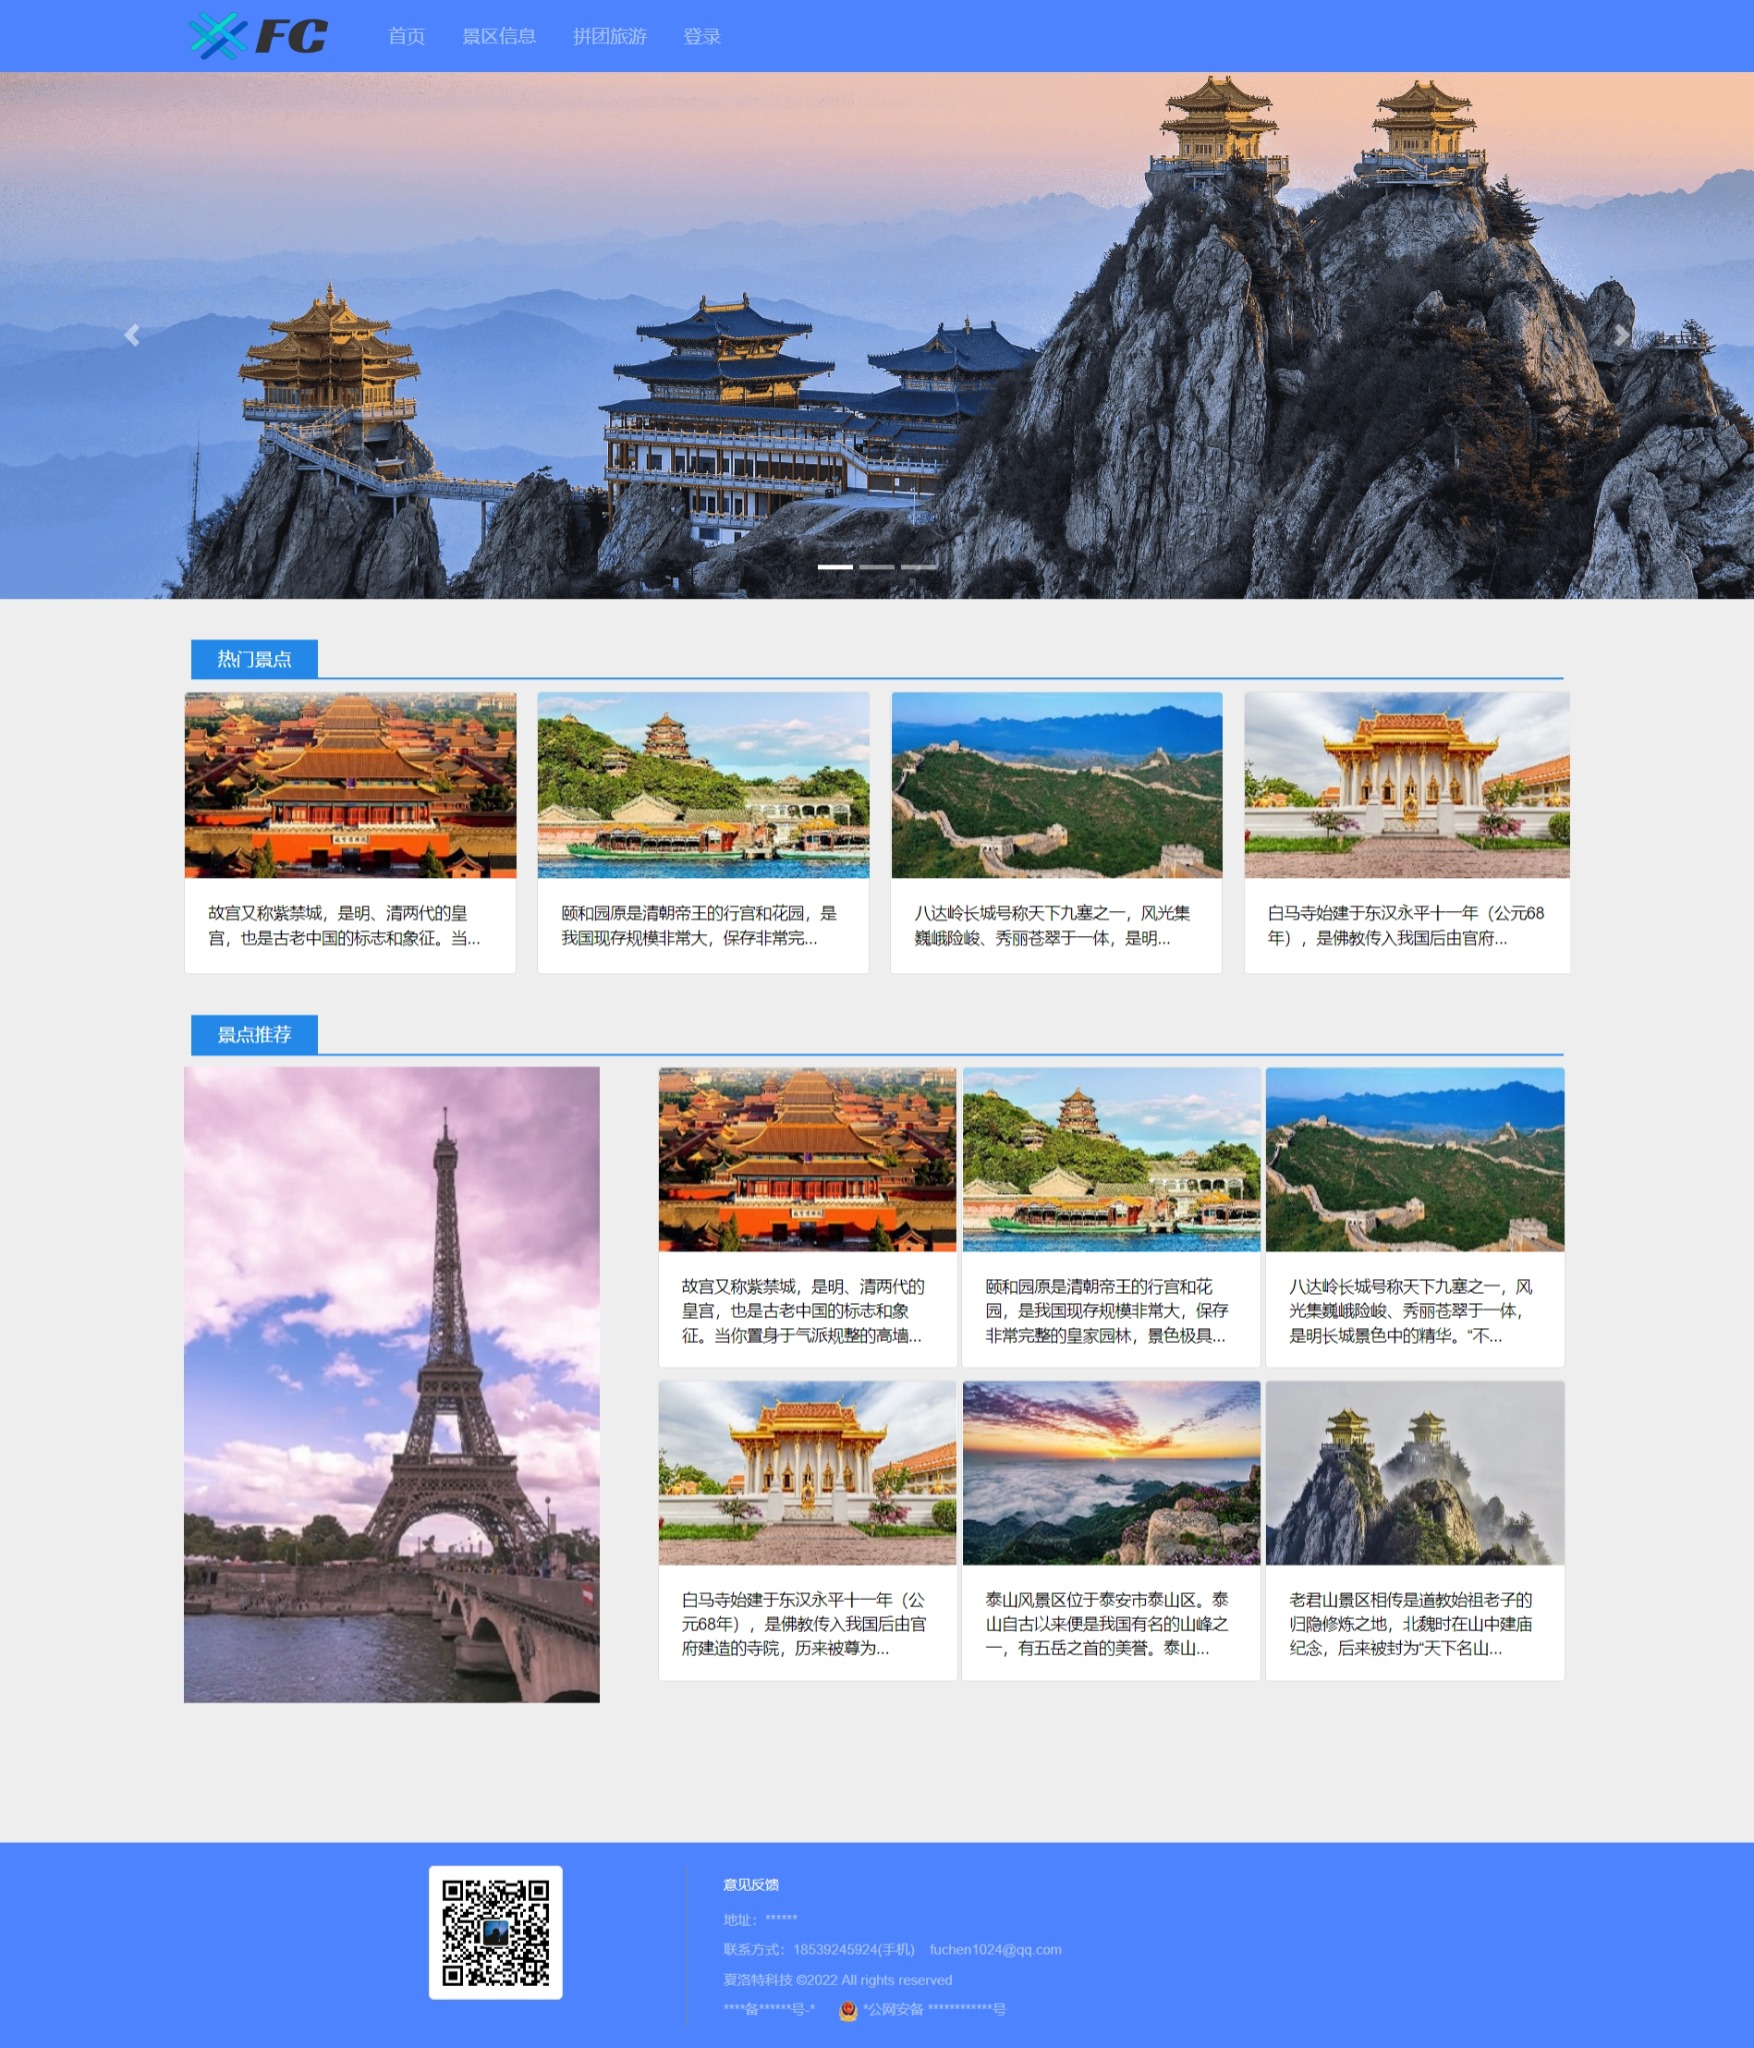 FC
首页 景区信息 拼团旅游 登录
热门景点
故宫又称紫禁城，是明、清两代的皇
宫，也是古老中国的标志和象征。当...
颐和园原是清朝帝王的行宫和花园，是
我国现存规模非常大，保存非常完...
八达岭长城号称天下九塞之一，风光集
巍峨险峻、秀丽苍翠于一体，是明...
白马寺始建于东汉永平十一年（公元68
年），是佛教传入我国后由官府...
景点推荐
故宫又称紫禁城，是明、清两代的
皇宫，也是古老中国的标志和象
征。当你置身于气派规整的高墙...
颐和园原是清朝帝王的行宫和花
园，是我国现存规模非常大，保存
非常完整的皇家园林，景色极具...
八达岭长城号称天下九塞之一，风
光集巍峨险峻、秀丽苍翠于一体，
是明长城景色中的精华。“不...
白马寺始建于东汉永平十一年（公
元68年），是佛教传入我国后由官
府建造的寺院，历来被尊为...
泰山风景区位于泰安市泰山区。泰
山自古以来便是我国有名的山峰之
一，有五岳之首的美誉。泰山...
老君山景区相传是道教始祖老子的
归隐修炼之地，北魏时在山中建庙
纪念，后来被封为“天下名山...
意见反馈
地址：******
联系方式：18539245924(手机) fuchen1024@qq.com
夏洛特科技 ©2022 All rights reserved
****备******号-* *公网安备 ************号